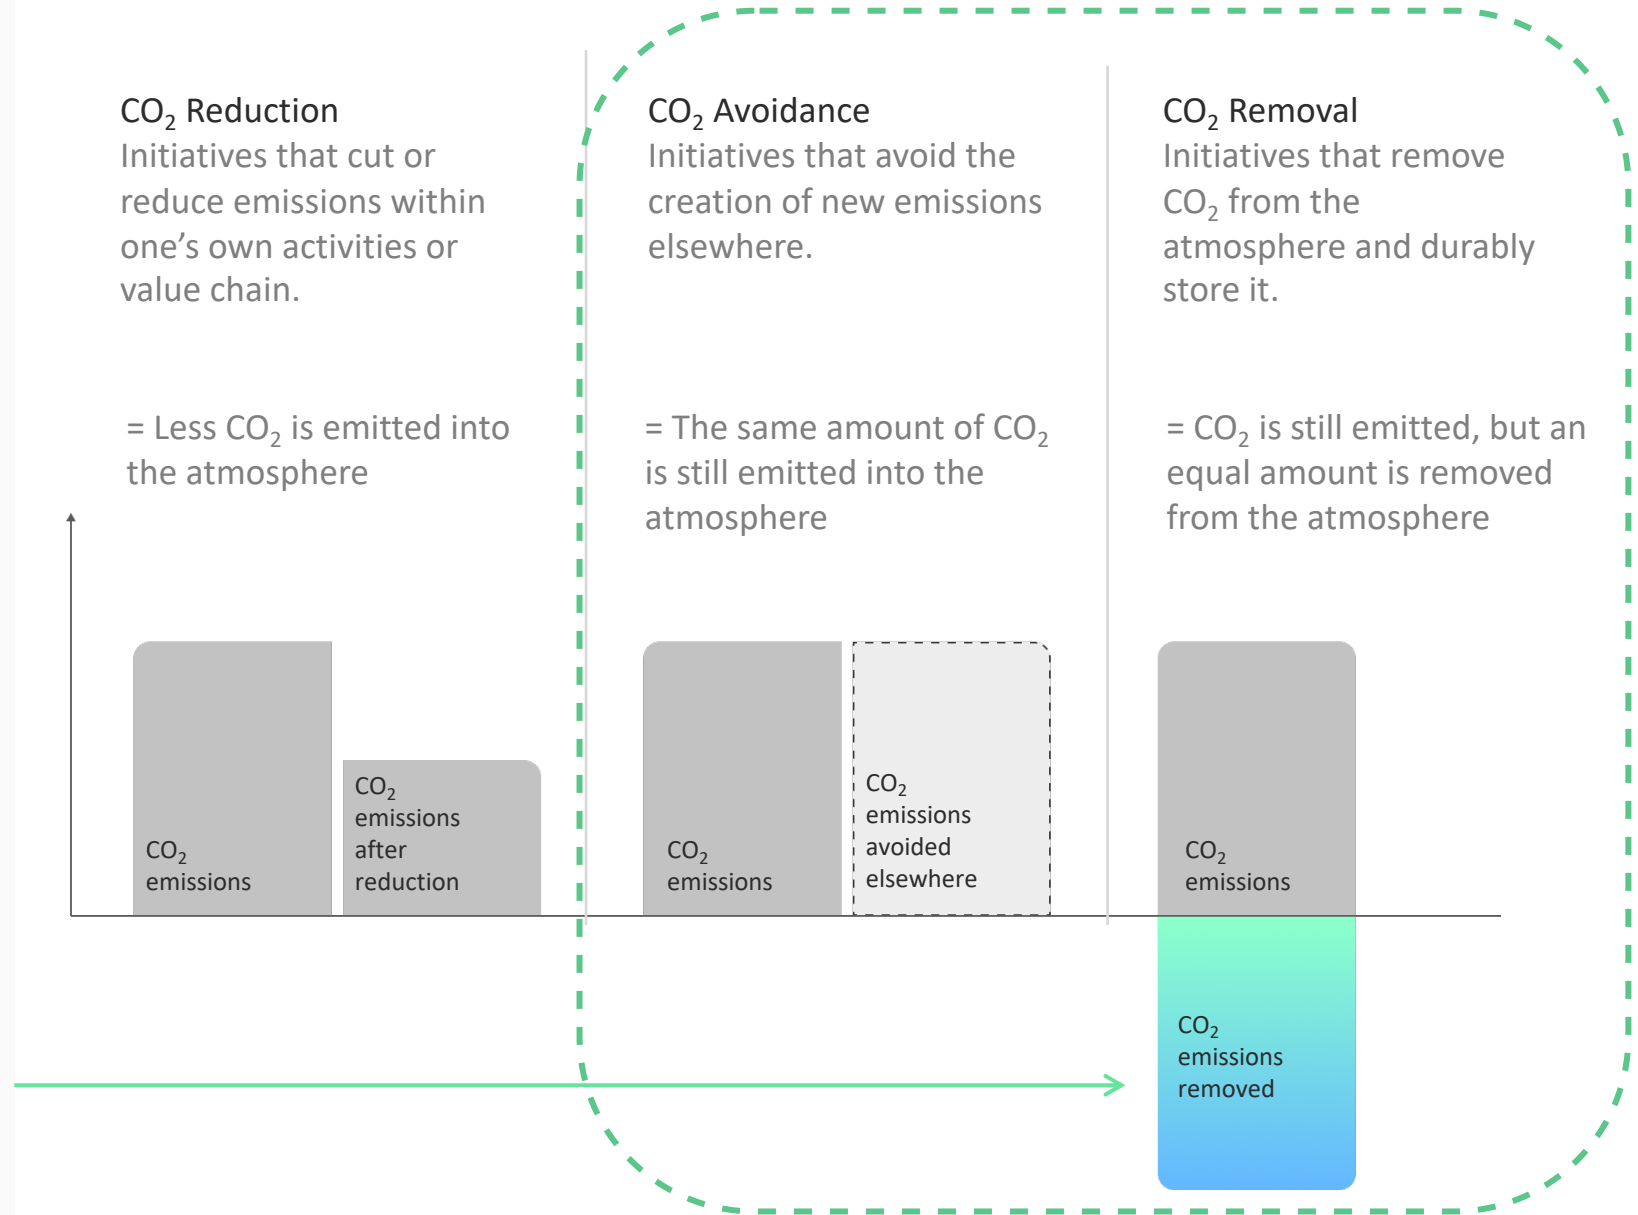 CO₂ Reduction
Initiatives that cut or
reduce emissions within
one’s own activities or
value chain.
= Less CO₂ is emitted into
the atmosphere
CO₂
emissions
CO₂
emissions
after
reduction
CO₂ Avoidance
Initiatives that avoid the
creation of new emissions
elsewhere.
= The same amount of CO₂
is still emitted into the
atmosphere
CO₂
emissions
CO₂
emissions
avoided
elsewhere
CO₂ Removal
Initiatives that remove
CO₂ from the
atmosphere and durably
store it.
= CO₂ is still emitted, but an
equal amount is removed
from the atmosphere
CO₂
emissions
CO₂
emissions
removed